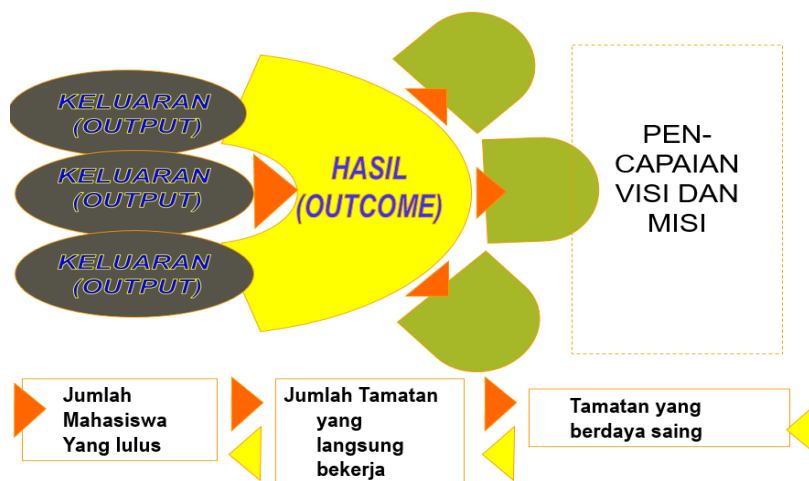 KELUARAN
(OUTPUT)
KELUARAN
(OUTPUT)
KELUARAN
(OUTPUT)
HASIL
(OUTCOME)
PEN-
CAPAIAN
VISI DAN
MISI
Jumlah
Mahasiswa
Yang lulus
Jumlah Tamatan
yang
langsung
bekerja
Tamatan yang
berdaya saing